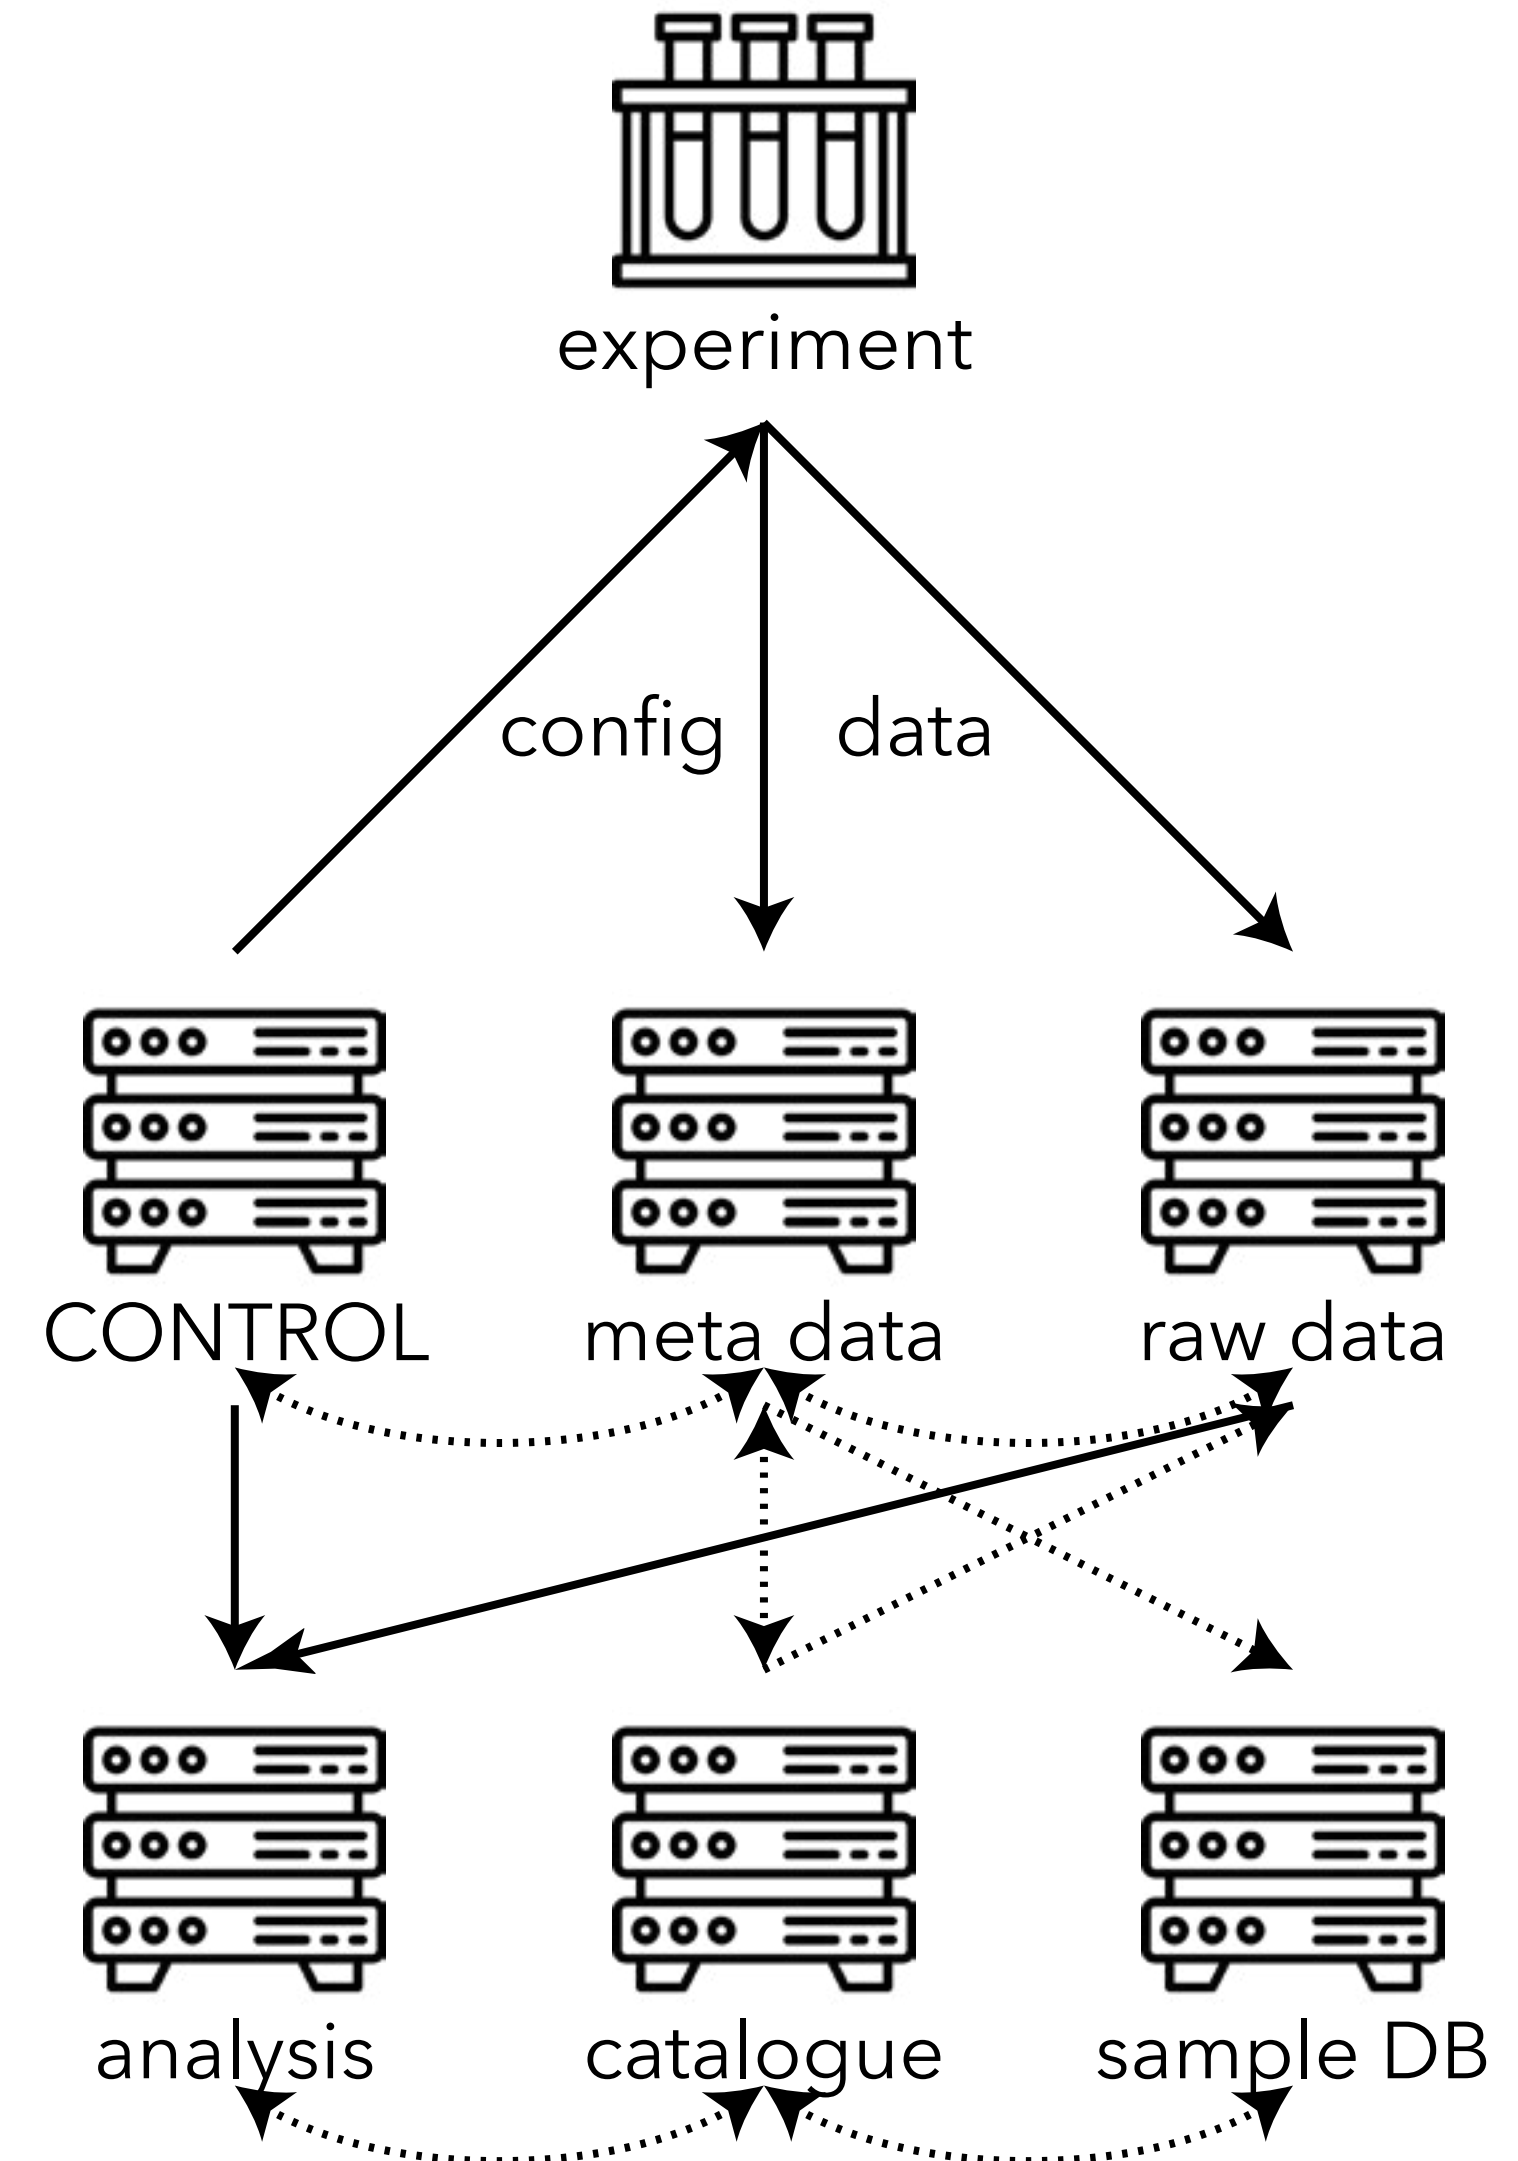 experiment
config
data
CONTROL
meta data
raw data
analysis
catalogue
sample DB